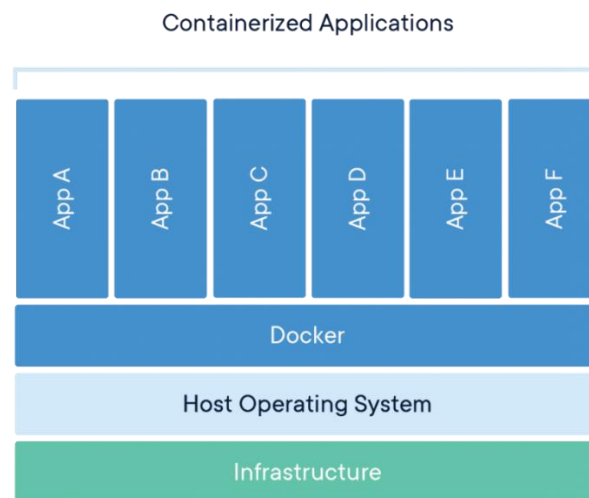 Containerized Applications
App A
App B
App C
App D
App E
App F
Docker
Host Operating System
Infrastructure